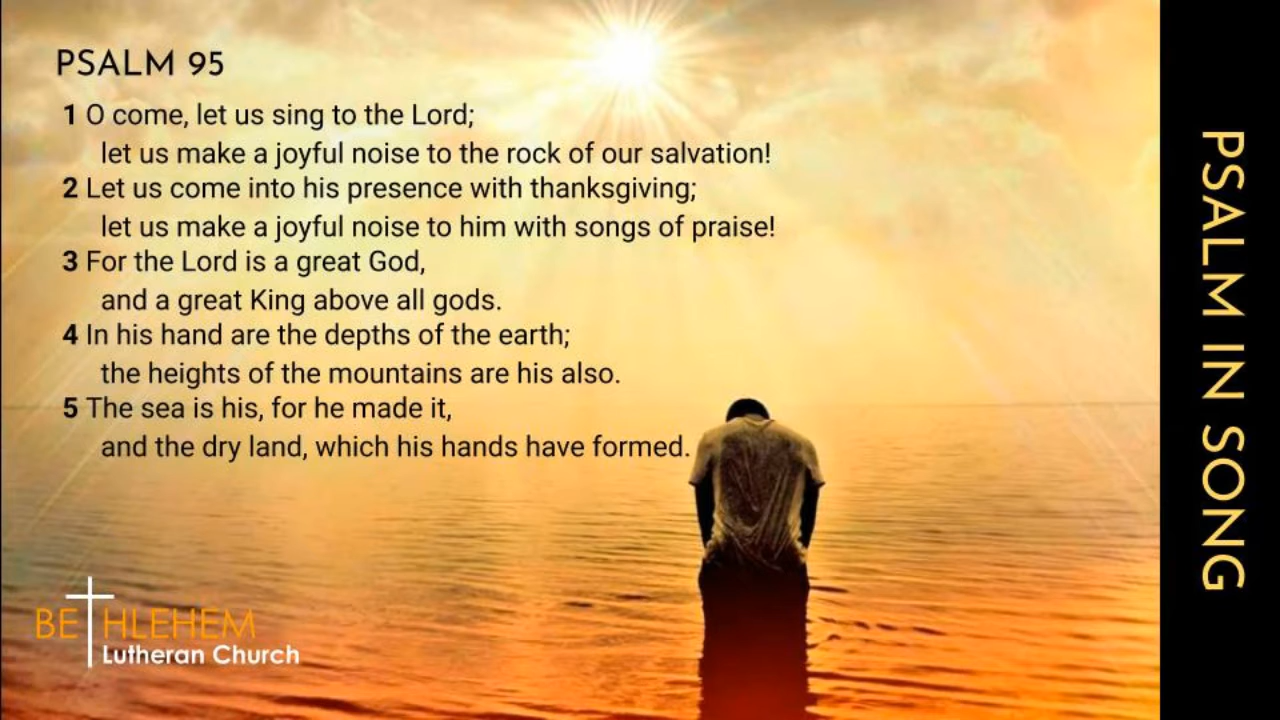 PSALM 95
1 O come, let us sing to the Lord;
let us make a joyful noise to the rock of our salvation!
2 Let us come into his presence with thanksgiving;
let us make a joyful noise to him with songs of praise!
3 For the Lord is a great God,
and a great King above all gods.
4 In his hand are the depths of the earth;
the heights of the mountains are his also.
5 The sea is his, for he made it,
and the dry land, which his hands have formed.
BETHLEHEM
Lutheran Church
PSALM IN SONG